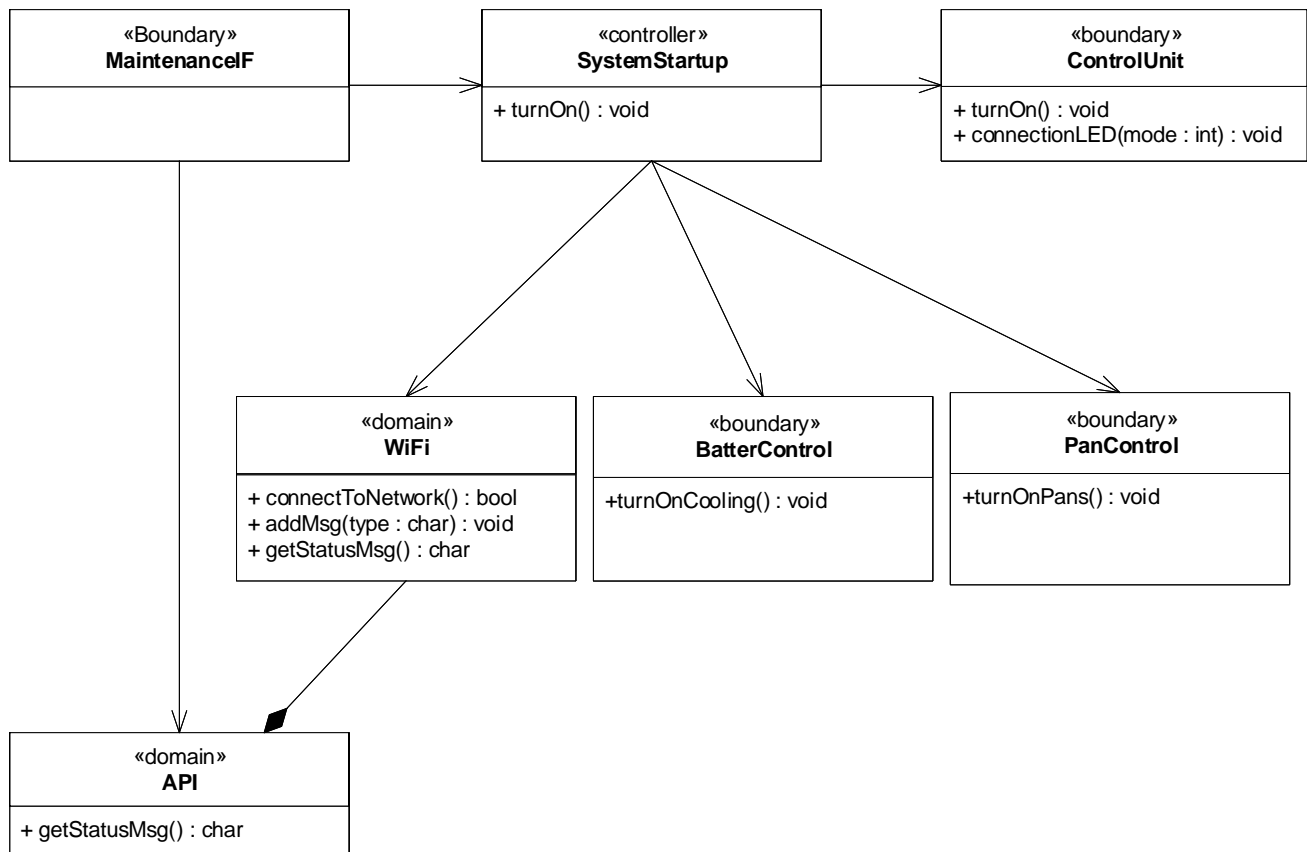 «Boundary»
MaintenanceIF
«controller»
SystemStartup
+ turnOn() : void
«boundary»
ControlUnit
+ turnOn() : void
+ connectionLED(mode : int) : void
«domain»
WiFi
+ connectToNetwork() : bool
+ addMsg(type : char) : void
+ getStatusMsg() : char
«boundary»
BatterControl
+turnOnCooling() : void
«boundary»
PanControl
+turnOnPans() : void
«domain»
API
+ getStatusMsg() : char